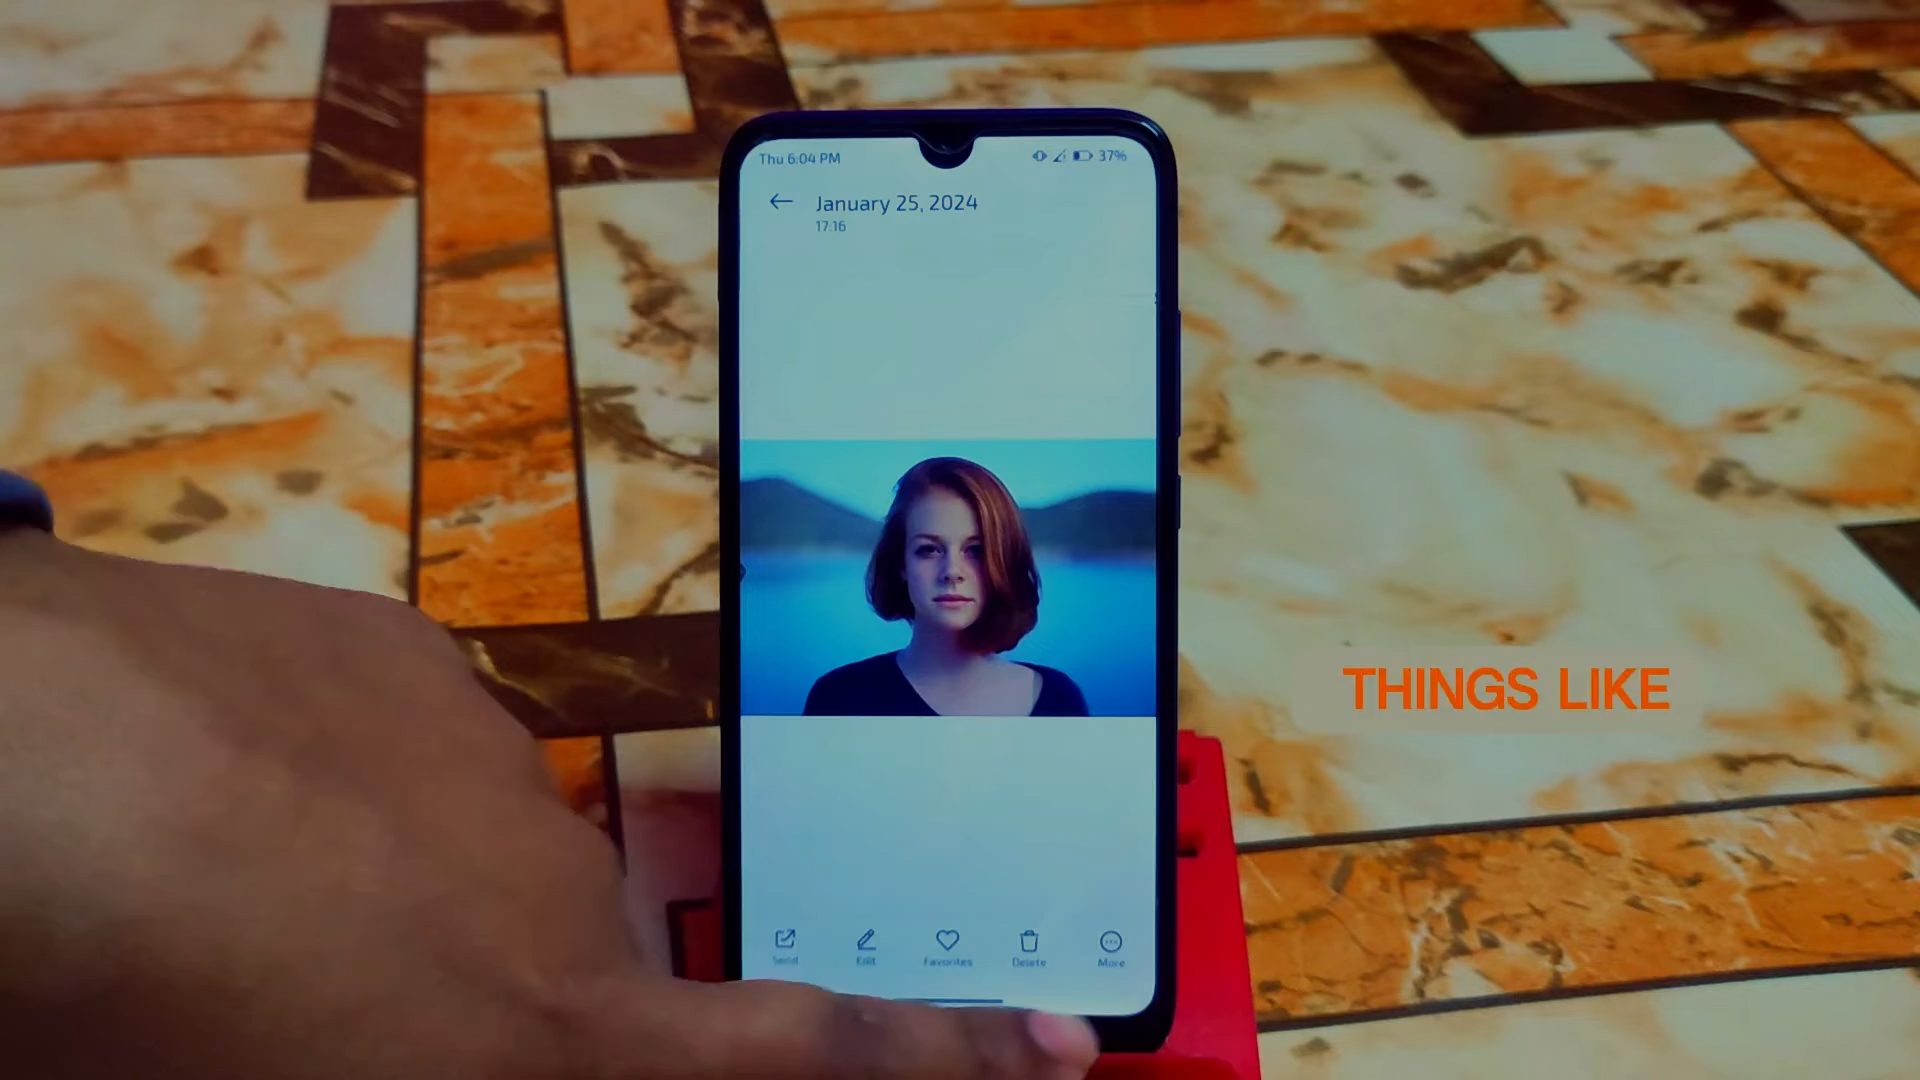 Thu 6:04 PM
37%
January 25, 2024
17:16
THINGS LIKE
Send
Edit
Favorites
Delete
More